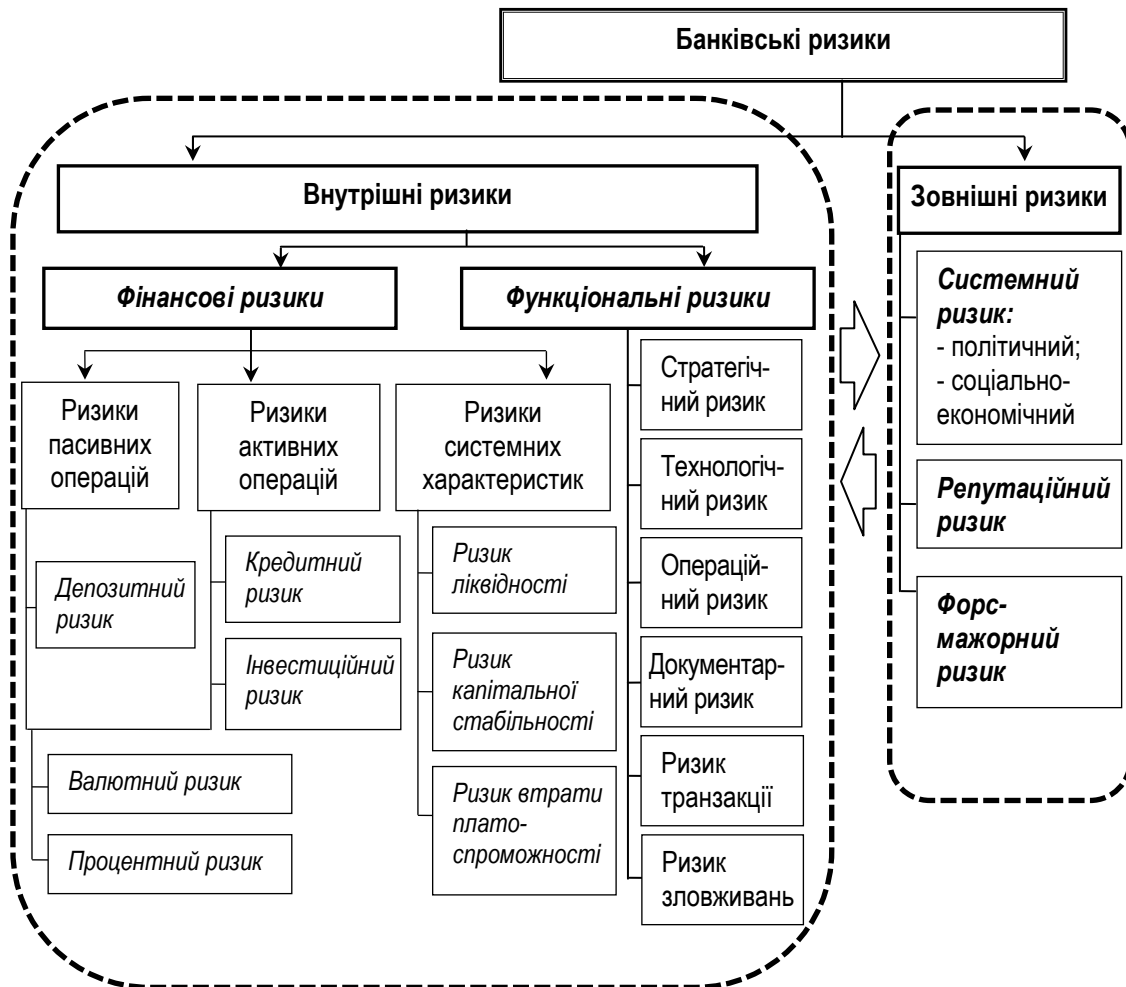 Банківські ризики
Внутрішні ризики
Зовнішні ризики
Фінансові ризики
Функціональні ризики
Ризики
пасивних
операцій
Депозитний
ризик
Валютний ризик
Процентний ризик
Ризики
активних
операцій
Кредитний
ризик
Інвестиційний
ризик
Ризики
системних
характеристик
Ризик
ліквідності
Ризик
капітальної
стабільності
Ризик втрати
плато-
спроможності
Стратегіч-
ний ризик
Технологіч-
ний ризик
Операцій-
ний ризик
Документар-
ний ризик
Ризик
транзакції
Ризик
зловживань
Системний
ризик:
- політичний;
- соціально-
економічний
Репутаційний
ризик
Форс-
мажорний
ризик